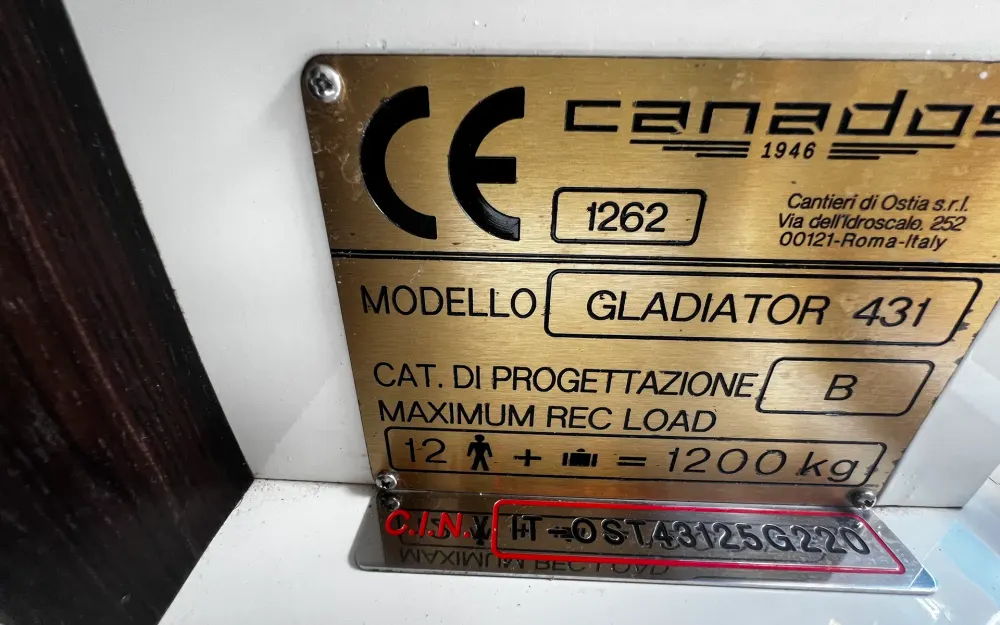 CE canados
1946
1262
Cantieri di Ostia s.r.l.
Via dell'Idroscalo, 252
00121-Roma-Italy
MODELLO GLADIATOR 431
CAT. DI PROGETTAZIONE B
MAXIMUM REC LOAD
12 + = 1200 kg
C.I.N. IT-OST43125G220